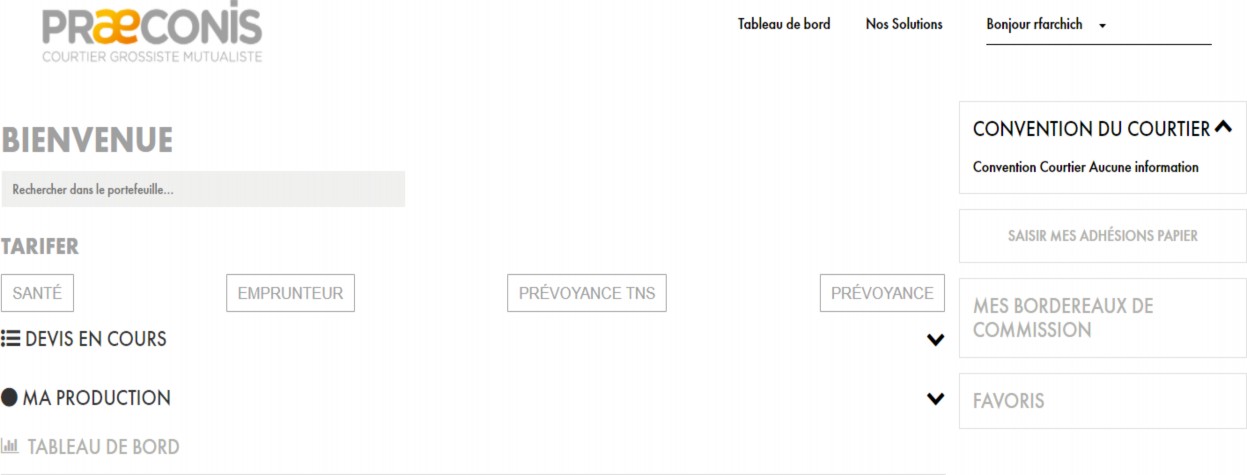 PRÆCONIS
COURTIER GROSSISTE MUTUALISTE
Tableau de bord
Nos Solutions
Bonjour rfarchich
BIENVENUE
Rechercher dans le portefeuille...
TARIFER
SANTÉ
EMPRUNTEUR
PRÉVOYANCE TNS
PRÉVOYANCE
DEVIS EN COURS
MA PRODUCTION
TABLEAU DE BORD
CONVENTION DU COURTIER
Convention Courtier Aucune information
SAISIR MES ADHÉSIONS PAPIER
MES BORDEREAUX DE
COMMISSION
FAVORIS